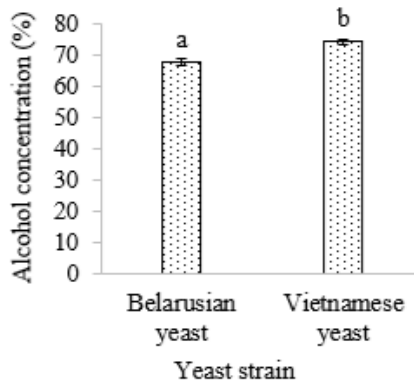 Alcohol concentration (%)
80
70
60
50
40
30
20
10
0
a
b
Belarusian
yeast
Vietnamese
yeast
Yeast strain